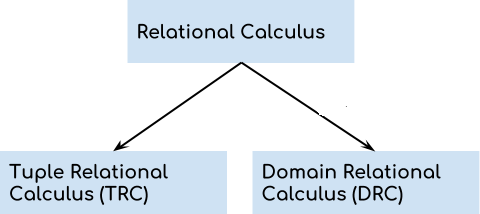 Relational Calculus
Tuple Relational
Calculus (TRC)
Domain Relational
Calculus (DRC)